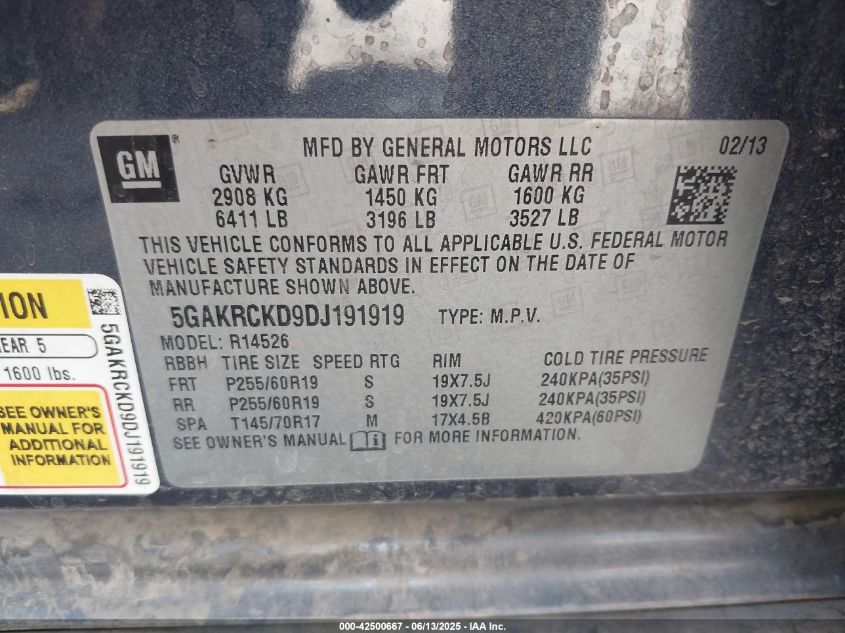 GM ®
MFD BY GENERAL MOTORS LLC 02/13
GVWR GAWR FRT GAWR RR
2908 KG 1450 KG 1600 KG
6411 LB 3196 LB 3527 LB
THIS VEHICLE CONFORMS TO ALL APPLICABLE U.S. FEDERAL MOTOR
VEHICLE SAFETY STANDARDS IN EFFECT ON THE DATE OF
MANUFACTURE SHOWN ABOVE.
5GAKRCKD9DJ191919 TYPE: M.P.V.
MODEL: R14526
RBBH TIRE SIZE SPEED RTG RIM COLD TIRE PRESSURE
FRT P255/60R19 S 19X7.5J 240KPA(35PSI)
RR P255/60R19 S 19X7.5J 240KPA(35PSI)
SPA T145/70R17 M 17X4.5B 420KPA(60PSI)
SEE OWNER'S MANUAL FOR MORE INFORMATION.
EAR 5
1600 lbs.
SEE OWNER'S
MANUAL FOR
ADDITIONAL
INFORMATION
5GAKRCKD9DJ191919
000-42500667 - 06/13/2025 - IAA Inc.